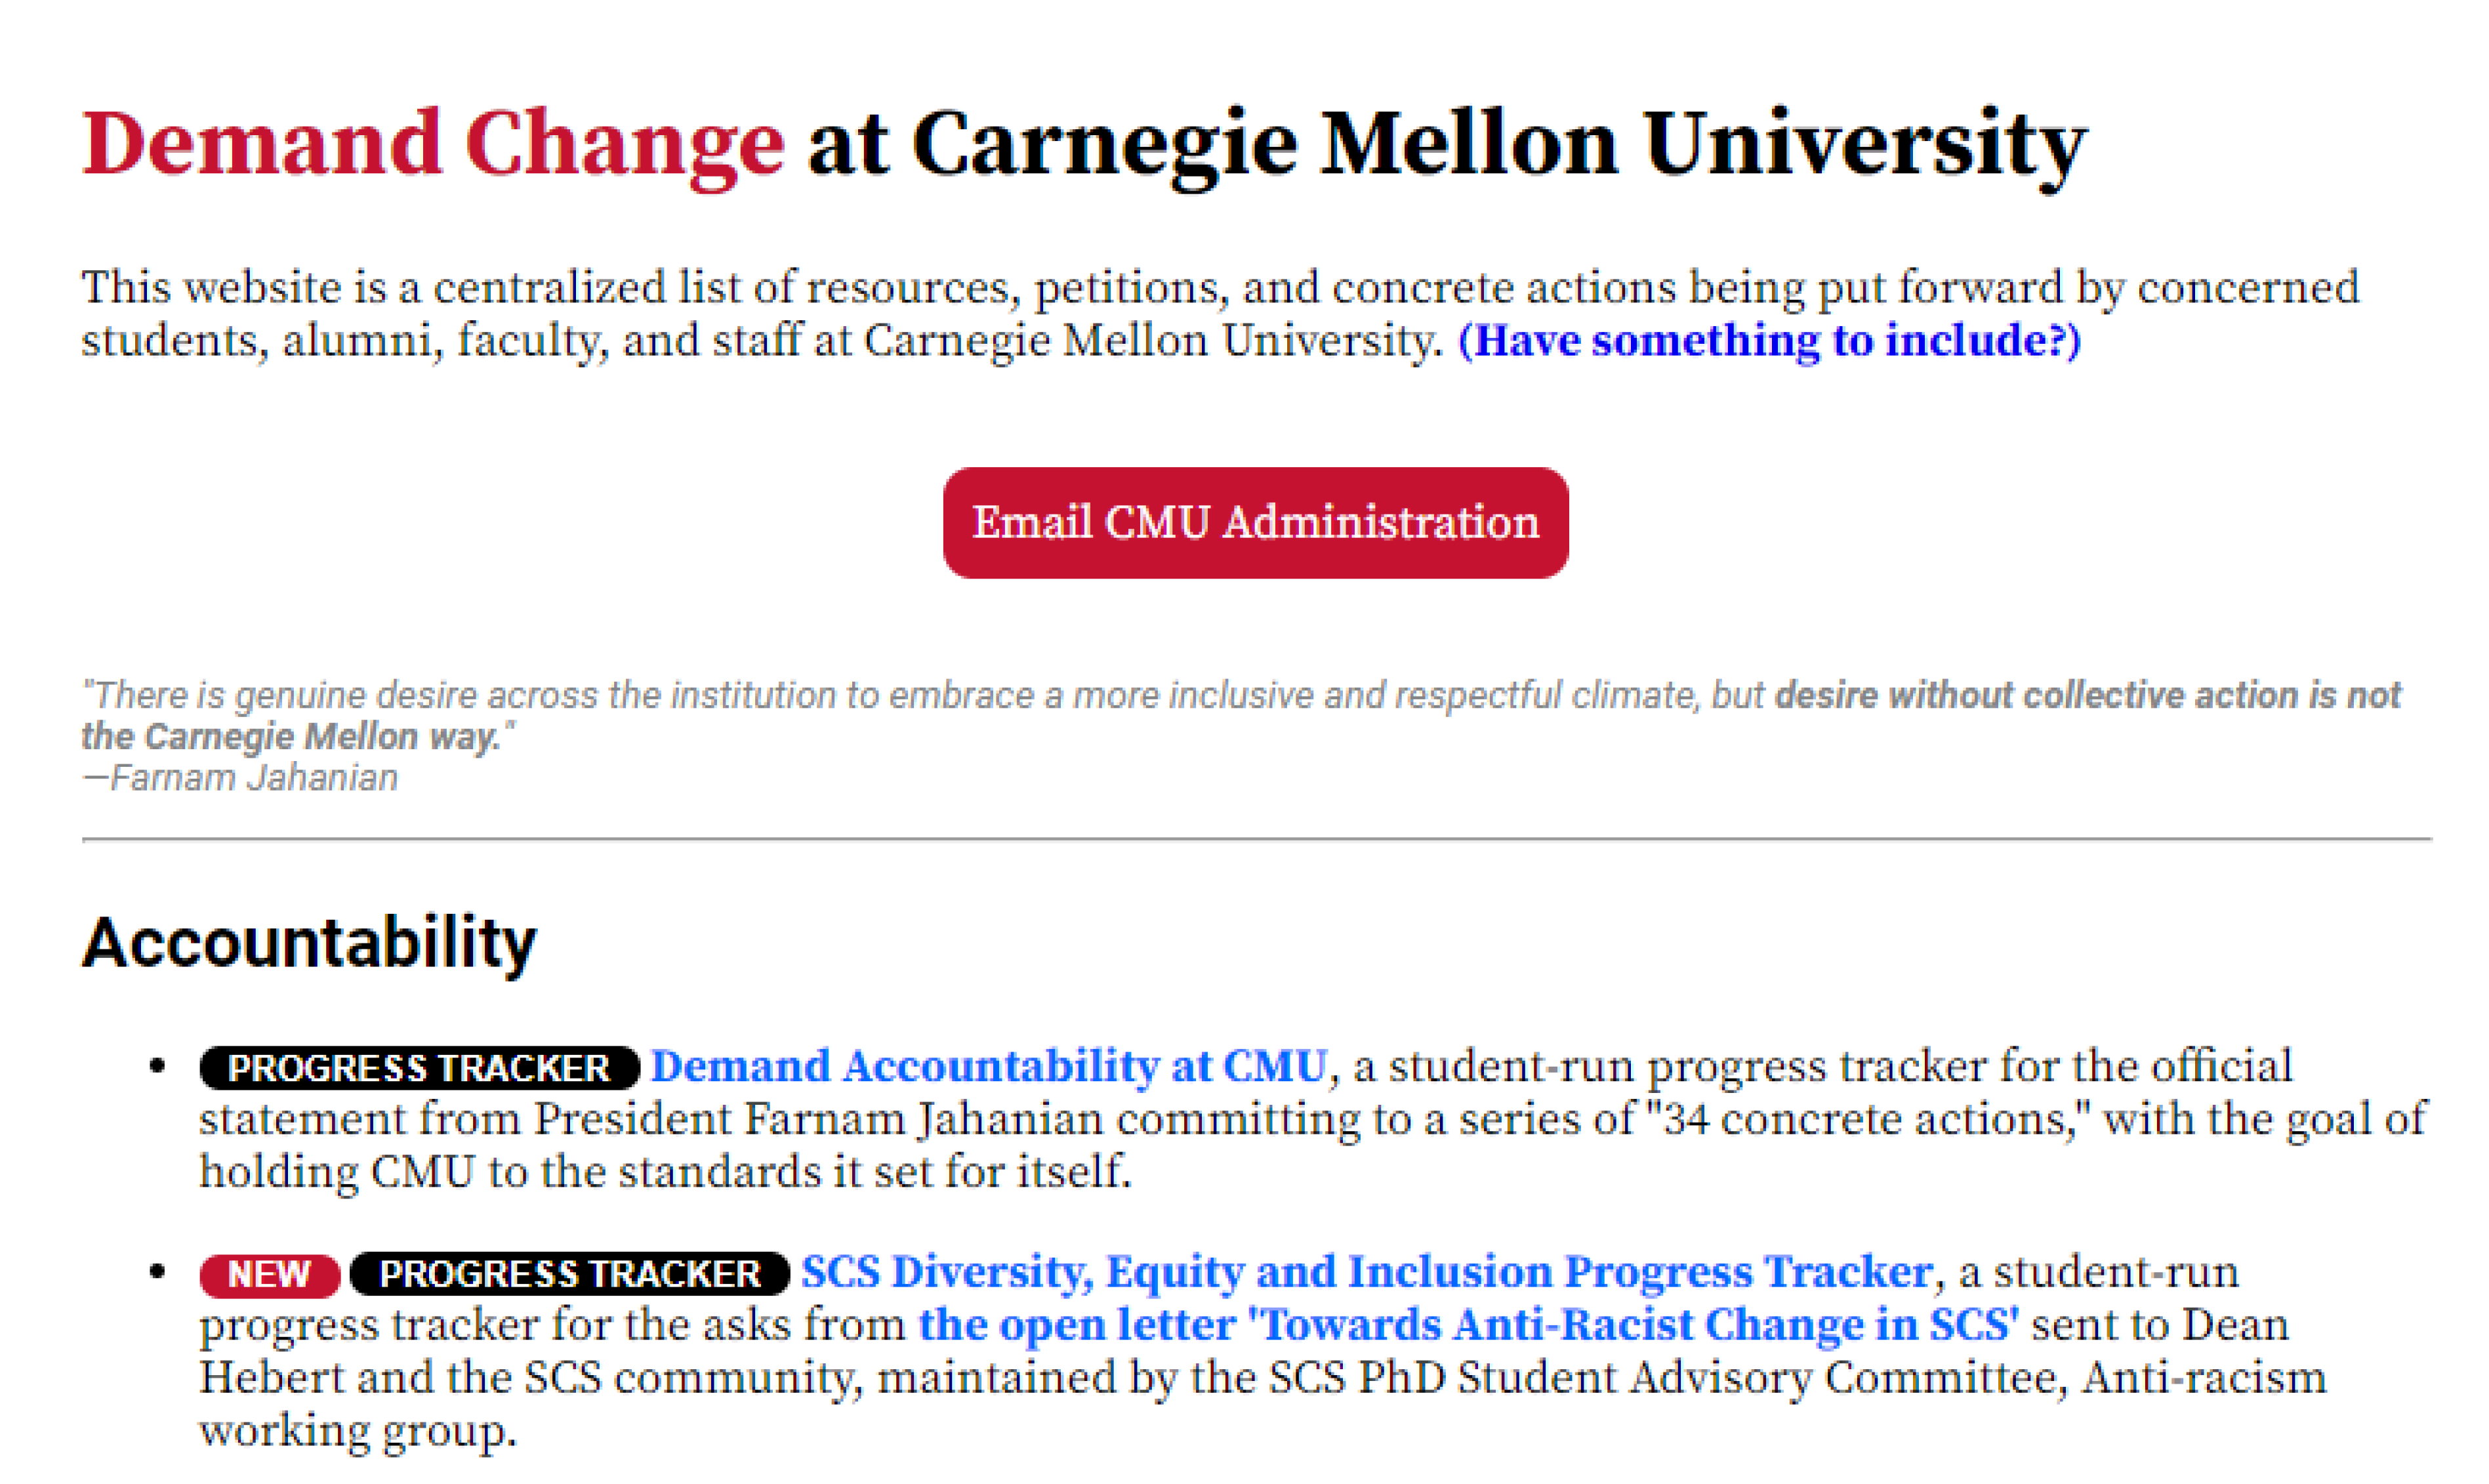 Demand Change at Carnegie Mellon University
This website is a centralized list of resources, petitions, and concrete actions being put forward by concerned
students, alumni, faculty, and staff at Carnegie Mellon University. (Have something to include?)
Email CMU Administration
"There is genuine desire across the institution to embrace a more inclusive and respectful climate, but desire without collective action is not
the Carnegie Mellon way."
—Farnam Jahanian
Accountability
• PROGRESS TRACKER Demand Accountability at CMU, a student-run progress tracker for the official
statement from President Farnam Jahanian committing to a series of "34 concrete actions," with the goal of
holding CMU to the standards it set for itself.
• NEW PROGRESS TRACKER SCS Diversity, Equity and Inclusion Progress Tracker, a student-run
progress tracker for the asks from the open letter 'Towards Anti-Racist Change in SCS' sent to Dean
Hebert and the SCS community, maintained by the SCS PhD Student Advisory Committee, Anti-racism
working group.